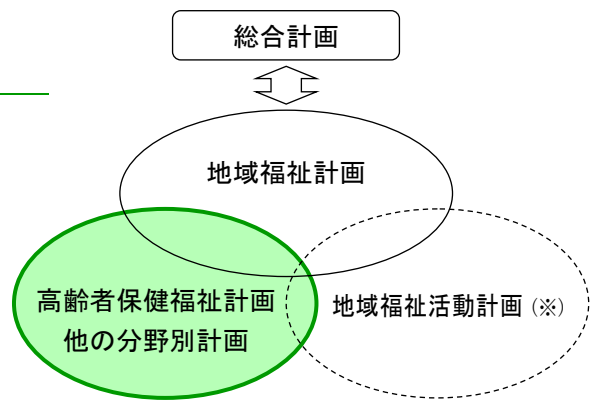 総合計画
地域福祉計画
高齢者保健福祉計画
他の分野別計画
地域福祉活動計画(※)